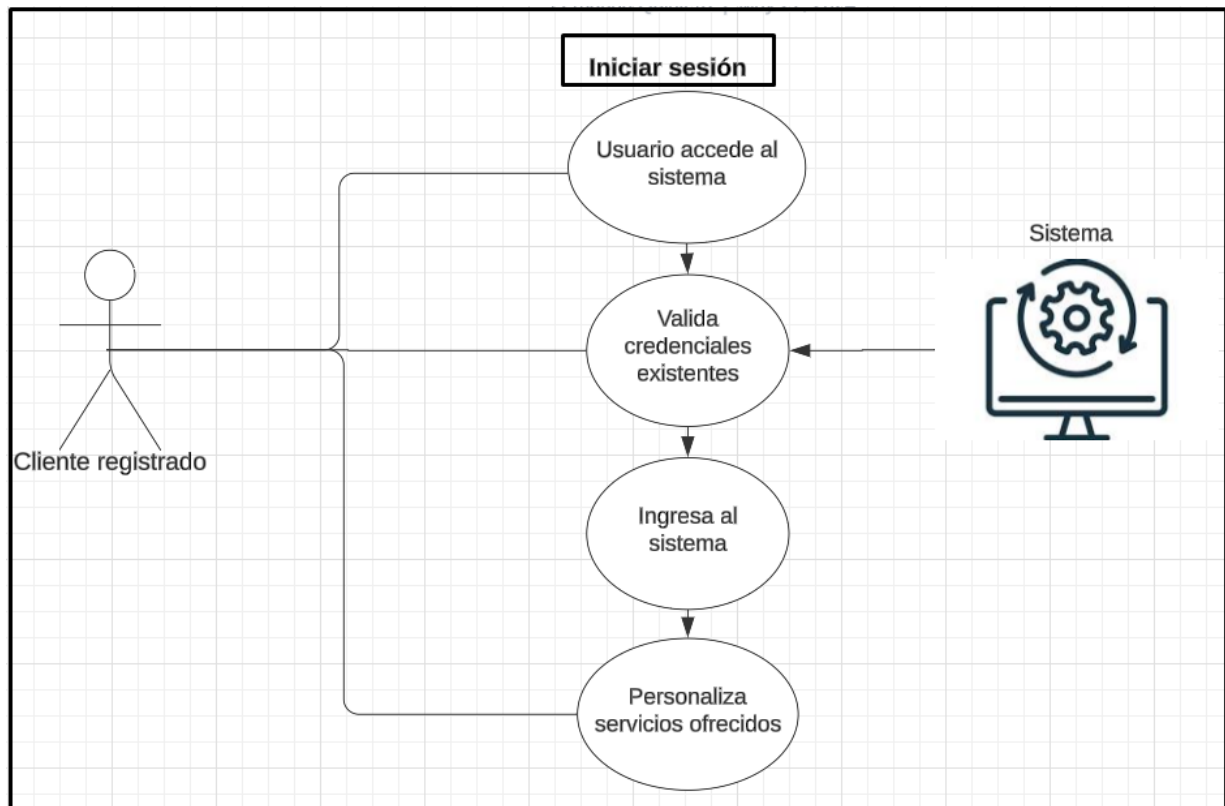 Iniciar sesión
Usuario accede al
sistema
Sistema
Valida
credenciales
existentes
Cliente registrado
Ingresa al
sistema
Personaliza
servicios ofrecidos